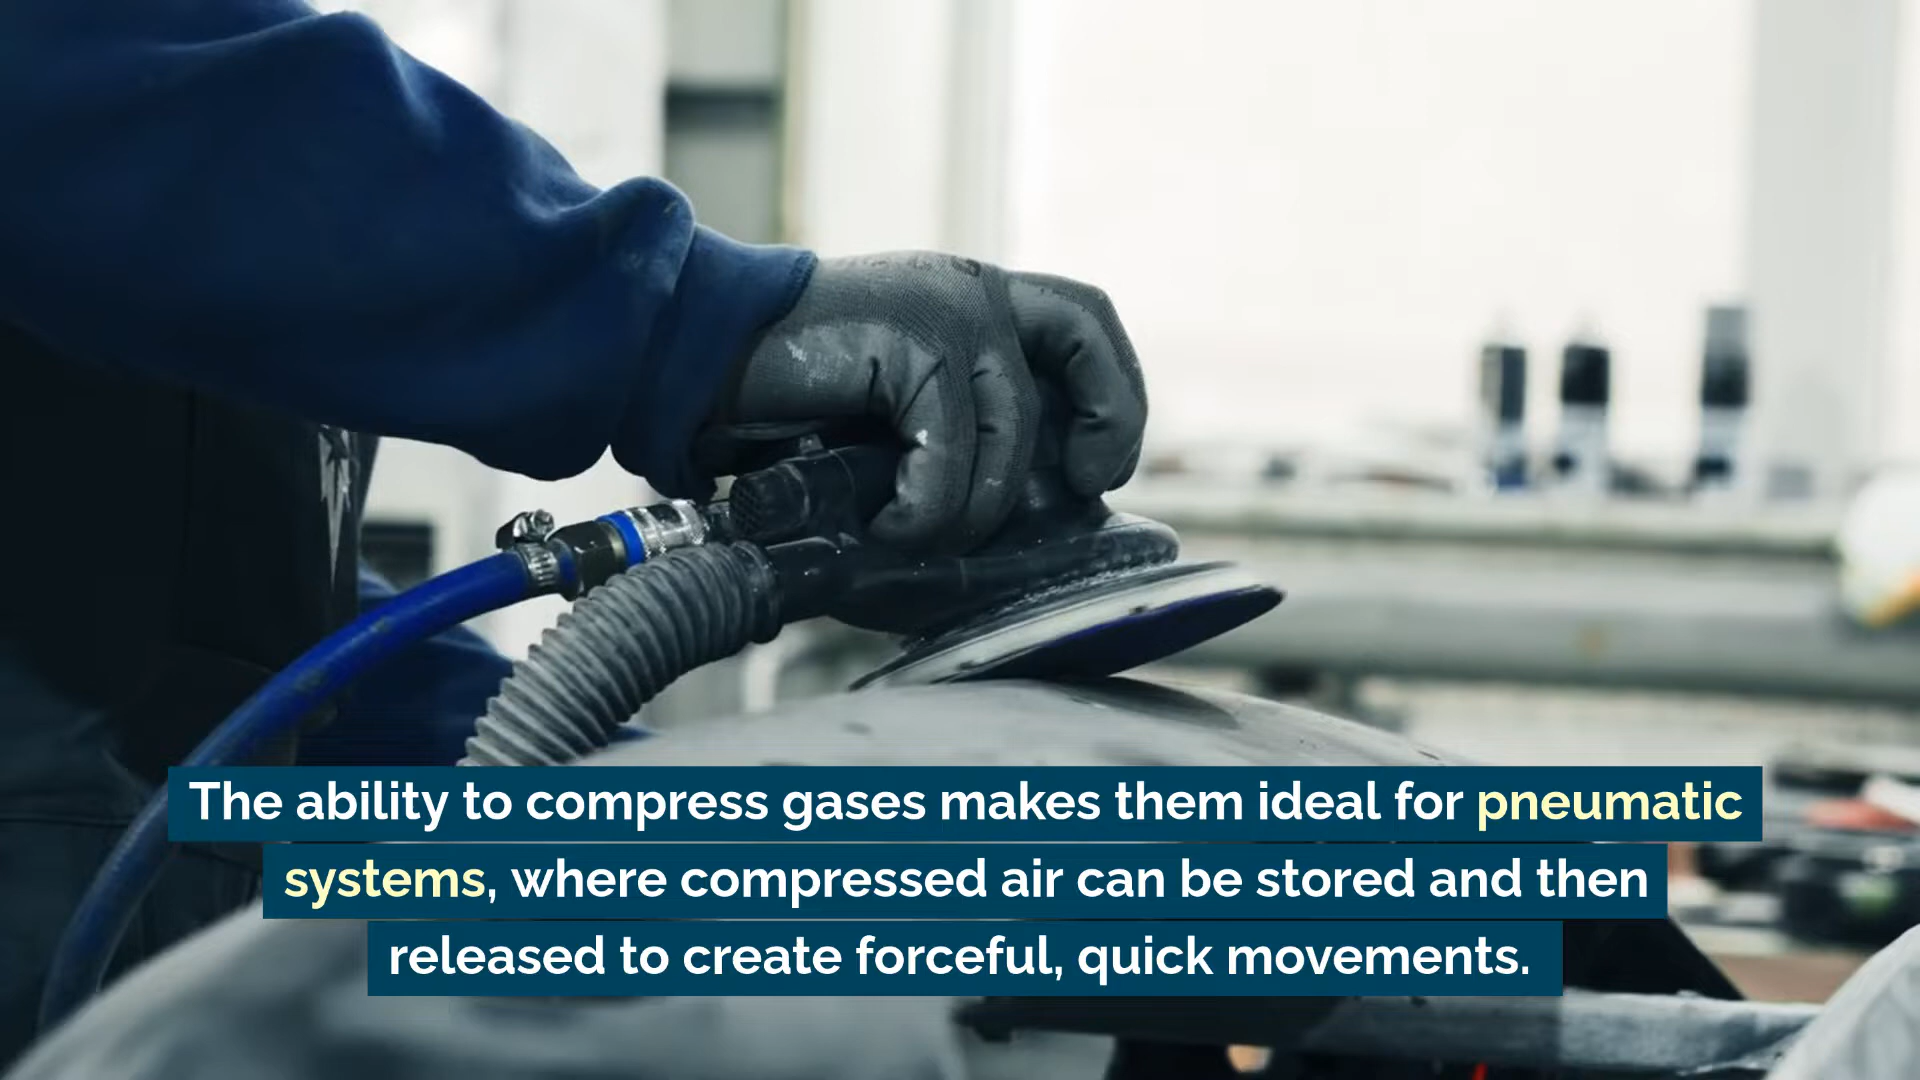 The ability to compress gases makes them ideal for pneumatic
systems, where compressed air can be stored and then
released to create forceful, quick movements.